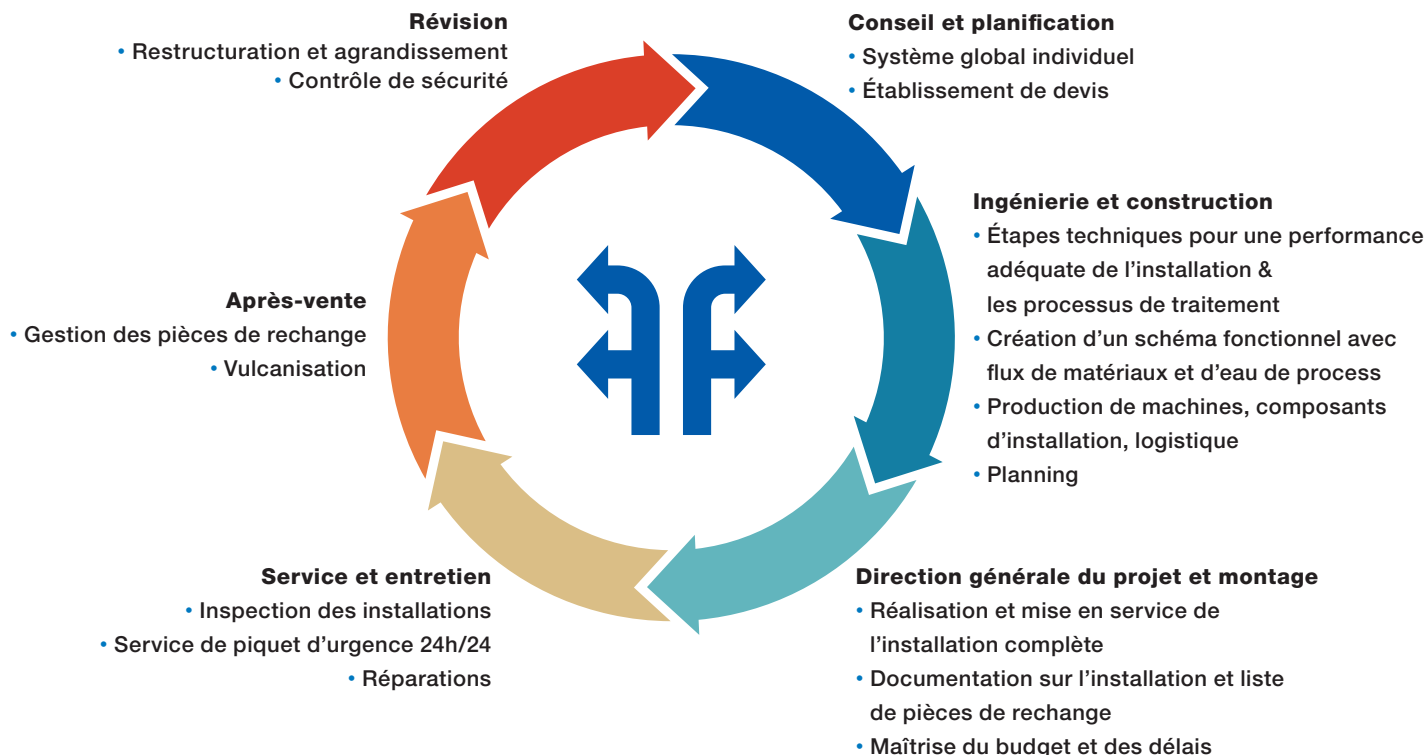 Révision
• Restructuration et agrandissement
• Contrôle de sécurité
Conseil et planification
• Système global individuel
• Établissement de devis
Ingénierie et construction
• Étapes techniques pour une performance
adéquate de l’installation &
les processus de traitement
• Création d’un schéma fonctionnel avec
flux de matériaux et d’eau de process
• Production de machines, composants
d’installation, logistique
• Planning
Après-vente
• Gestion des pièces de rechange
• Vulcanisation
Service et entretien
• Inspection des installations
• Service de piquet d’urgence 24h/24
• Réparations
Direction générale du projet et montage
• Réalisation et mise en service de
l’installation complète
• Documentation sur l’installation et liste
de pièces de rechange
• Maîtrise du budget et des délais